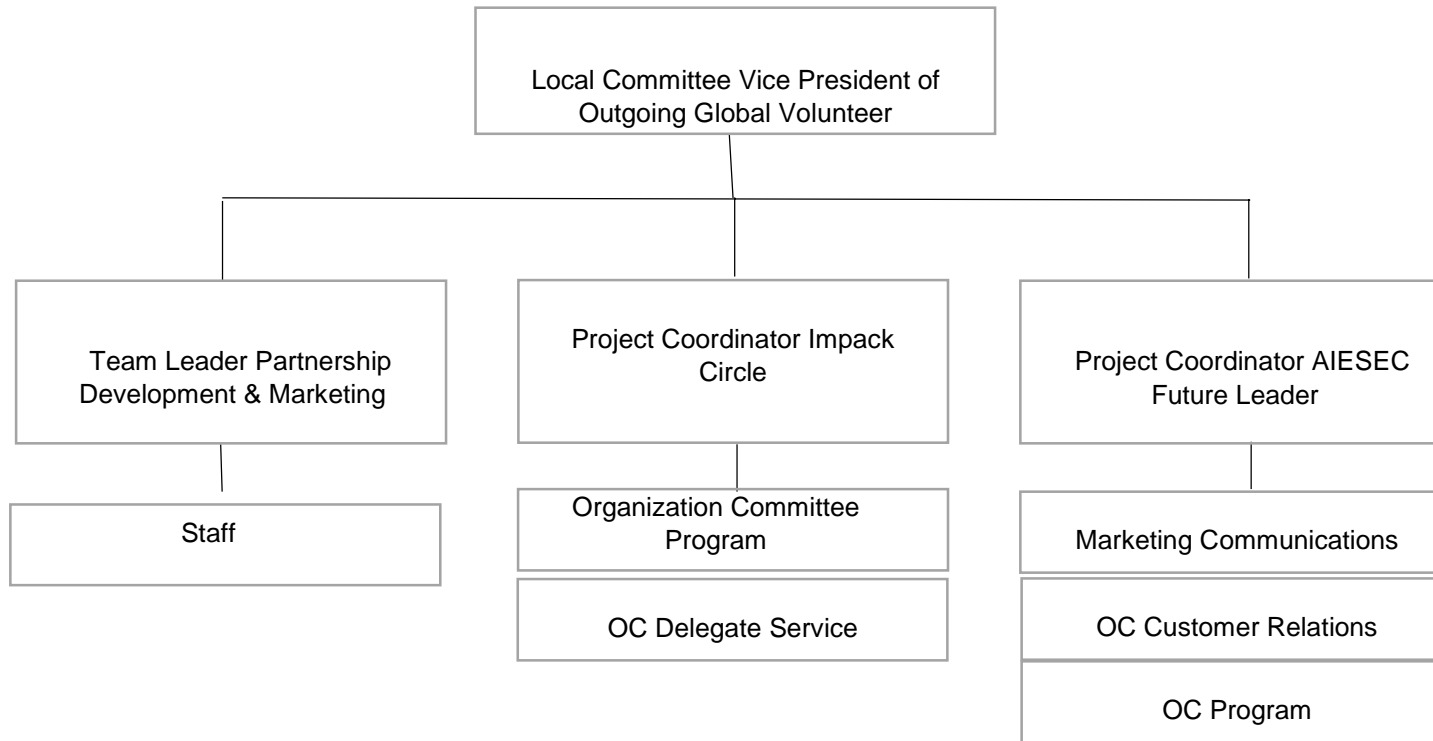 Local Committee Vice President of
Outgoing Global Volunteer
Team Leader Partnership
Development & Marketing
Project Coordinator Impack
Circle
Project Coordinator AIESEC
Future Leader
Staff
Organization Committee
Program
Marketing Communications
OC Delegate Service
OC Customer Relations
OC Program